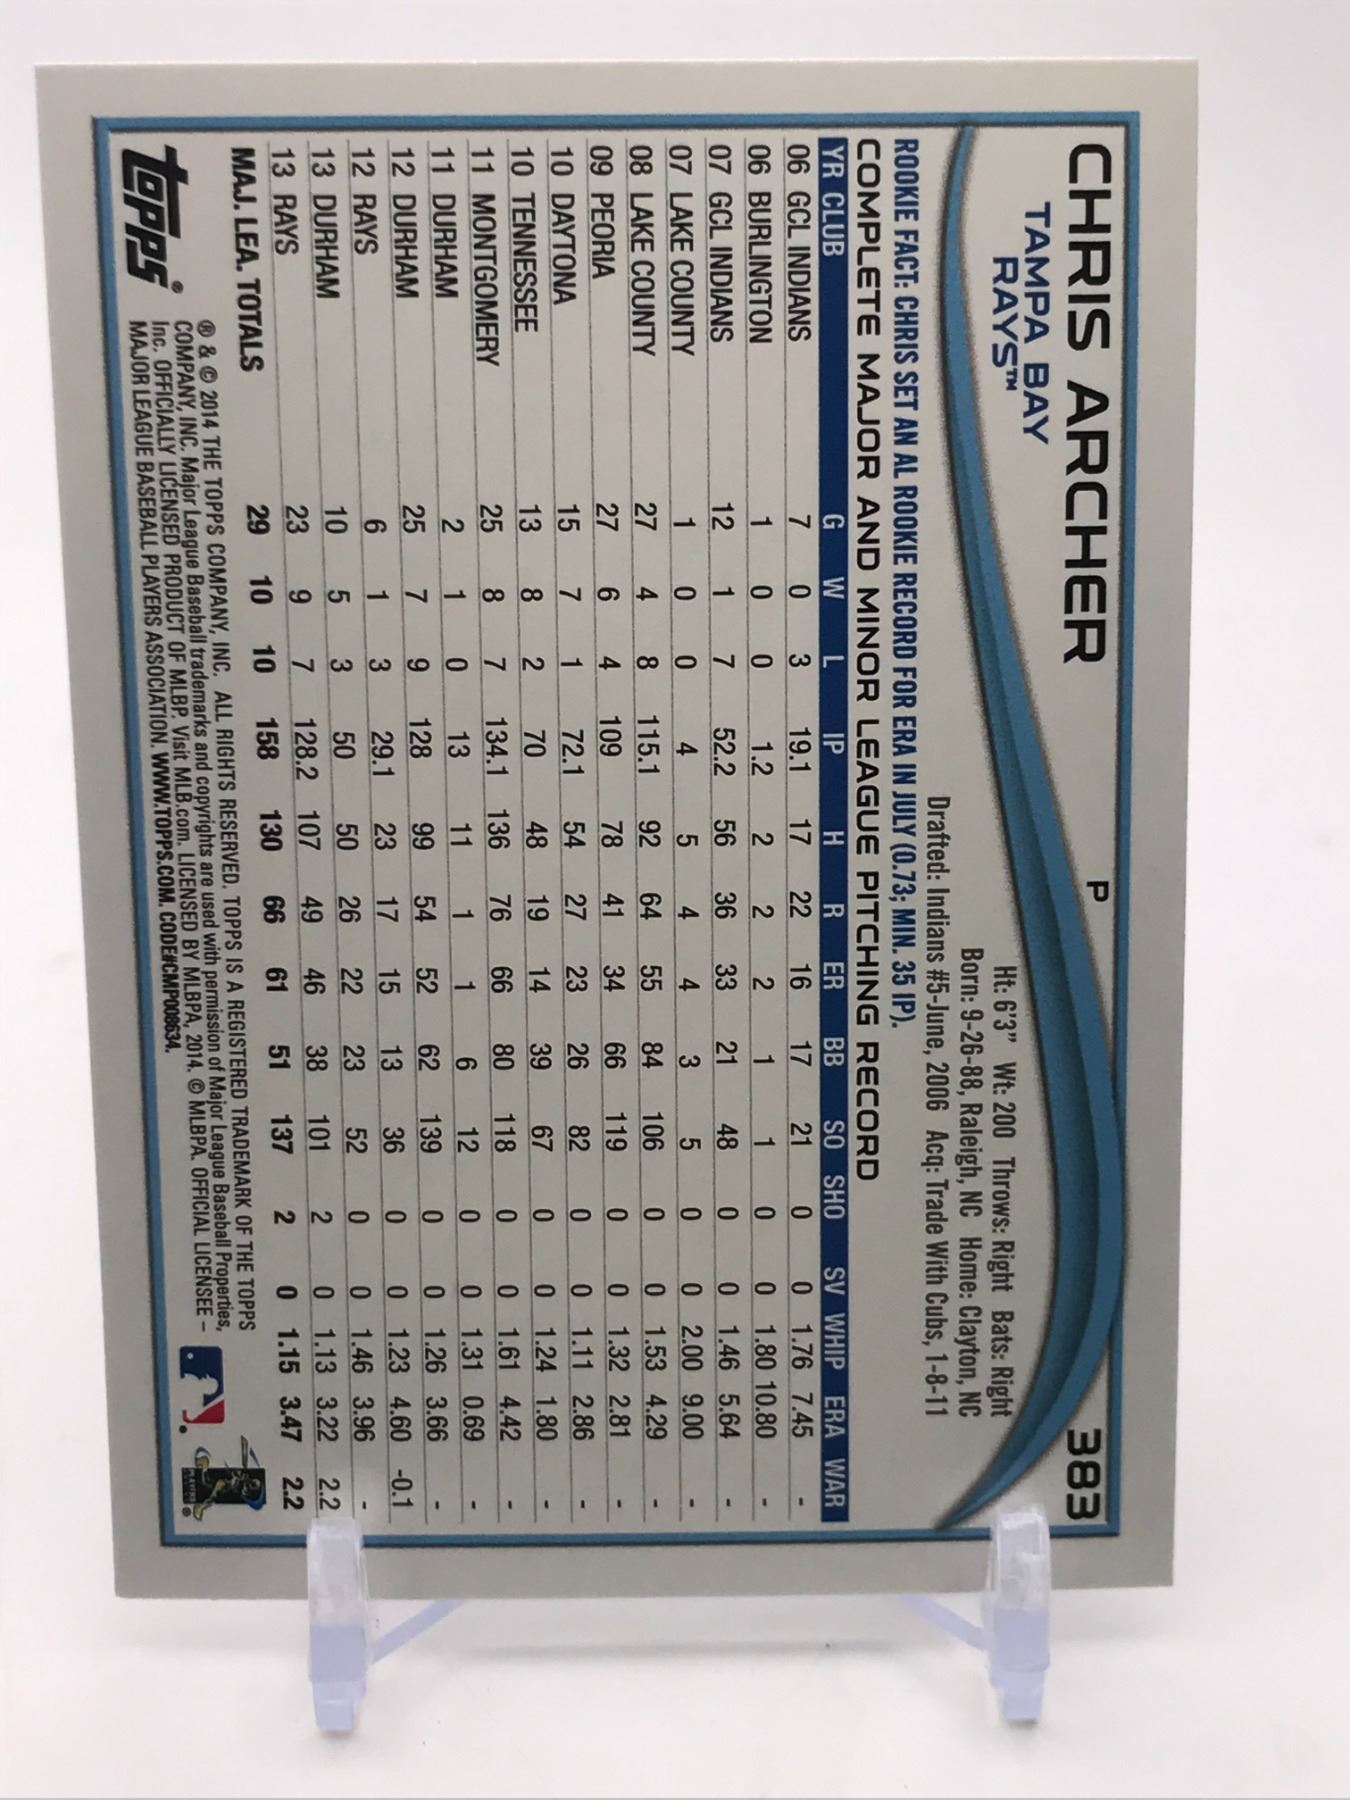 CHRIS ARCHER P 383
TAMPA BAY
RAYS™
Ht: 6'3" Wt: 200 Throws: Right Bats: Right
Born: 9-26-88, Raleigh, NC Home: Clayton, NC
Drafted: Indians #5-June, 2006 Acq: Trade With Cubs, 1-8-11
ROOKIE FACT: CHRIS SET AN AL ROOKIE RECORD FOR ERA IN JULY (0.73; MIN. 35 IP).
COMPLETE MAJOR AND MINOR LEAGUE PITCHING RECORD
YR CLUB G W L IP H R ER BB SO SHO SV WHIP ERA WAR
06 GCL INDIANS 7 0 3 19.1 17 22 16 17 21 0 0 1.76 7.45 -
06 BURLINGTON 1 0 0 1.2 2 2 2 1 1 0 0 1.80 10.80 -
07 GCL INDIANS 12 1 7 52.2 56 36 33 21 48 0 0 1.46 5.64 -
07 LAKE COUNTY 1 0 0 4 5 4 4 3 5 0 0 2.00 9.00 -
08 LAKE COUNTY 27 4 8 115.1 92 64 55 84 106 0 0 1.53 4.29 -
09 PEORIA 27 6 4 109 78 41 34 66 119 0 0 1.32 2.81 -
10 DAYTONA 15 7 1 72.1 54 27 23 26 82 0 0 1.11 2.86 -
10 TENNESSEE 13 8 2 70 48 19 14 39 67 0 0 1.24 1.80 -
11 MONTGOMERY 25 8 7 134.1 136 76 66 80 118 0 0 1.61 4.42 -
11 DURHAM 2 1 0 13 11 1 1 6 12 0 0 1.31 0.69 -
12 DURHAM 25 7 9 128 99 54 52 62 139 0 0 1.26 3.66 -
12 RAYS 6 1 3 29.1 23 17 15 13 36 0 0 1.23 4.60 -0.1
13 DURHAM 10 5 3 50 50 26 22 23 52 0 0 1.46 3.96 -
13 RAYS 23 9 7 128.2 107 49 46 38 101 2 0 1.13 3.22 2.2
MAJ. LEA. TOTALS 29 10 10 158 130 66 61 51 137 2 0 1.15 3.47 2.2
topps®
® & © 2014 THE TOPPS COMPANY, INC. ALL RIGHTS RESERVED. TOPPS IS A REGISTERED TRADEMARK OF THE TOPPS
COMPANY, INC. Major League Baseball trademarks and copyrights are used with permission of Major League Baseball Properties,
Inc. OFFICIALLY LICENSED PRODUCT OF MLBP. Visit MLB.com. LICENSED BY MLBPA, 2014. © MLBPA. OFFICIAL LICENSEE –
MAJOR LEAGUE BASEBALL PLAYERS ASSOCIATION. WWW.TOPPS.COM. CODE#CMP008634.